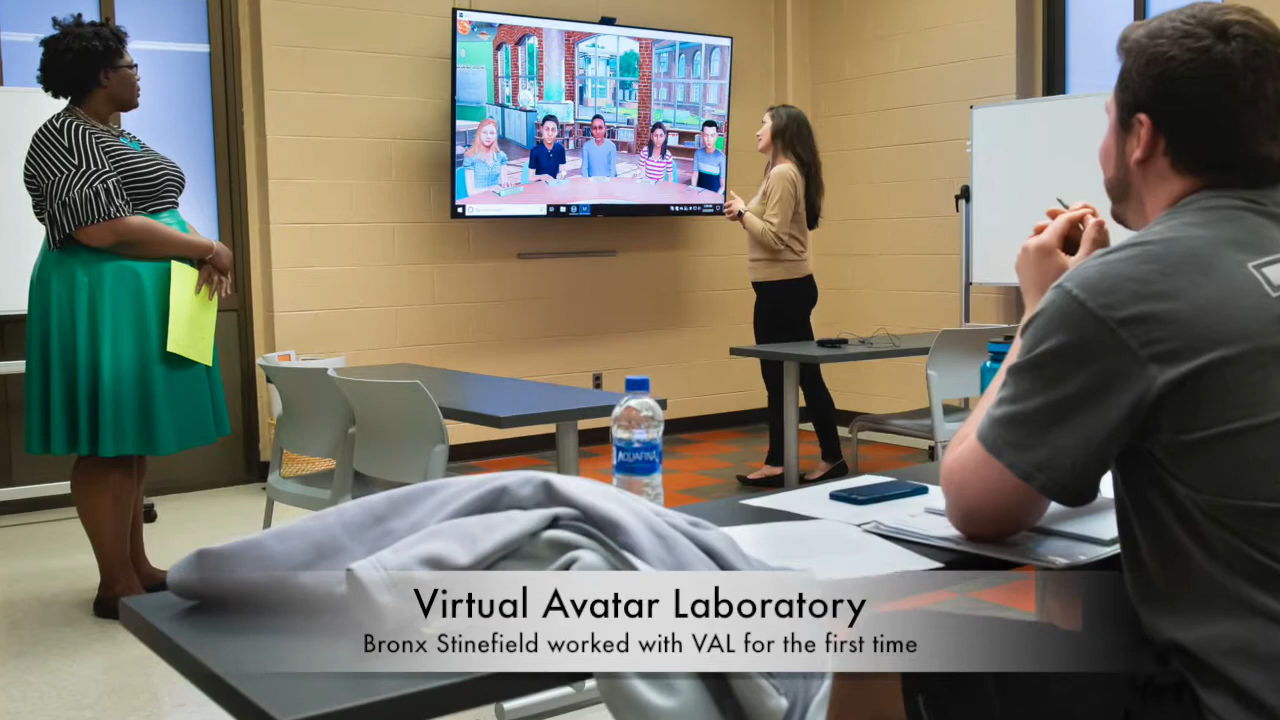 AQUAFINA
Virtual Avatar Laboratory
Bronx Stinefield worked with VAL for the first time